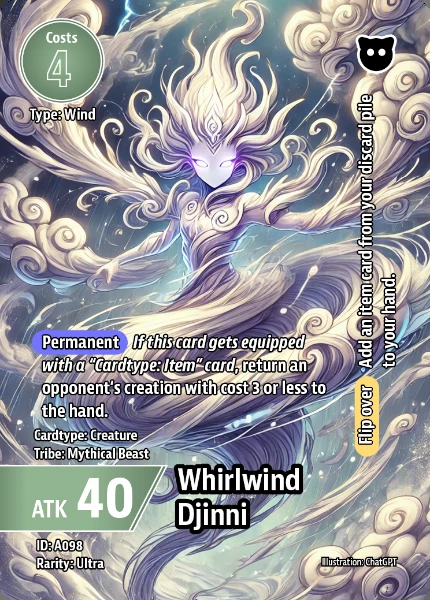 Costs
4
Type: Wind
Flip over Add an item card from your discard pile
to your hand.
Permanent If this card gets equipped
with a "Cardtype: Item" card, return an
opponent's creation with cost 3 or less to
the hand.
Cardtype: Creature
Tribe: Mythical Beast
ATK 40
Whirlwind
Djinni
ID: A098
Rarity: Ultra
Illustration: ChatGPT